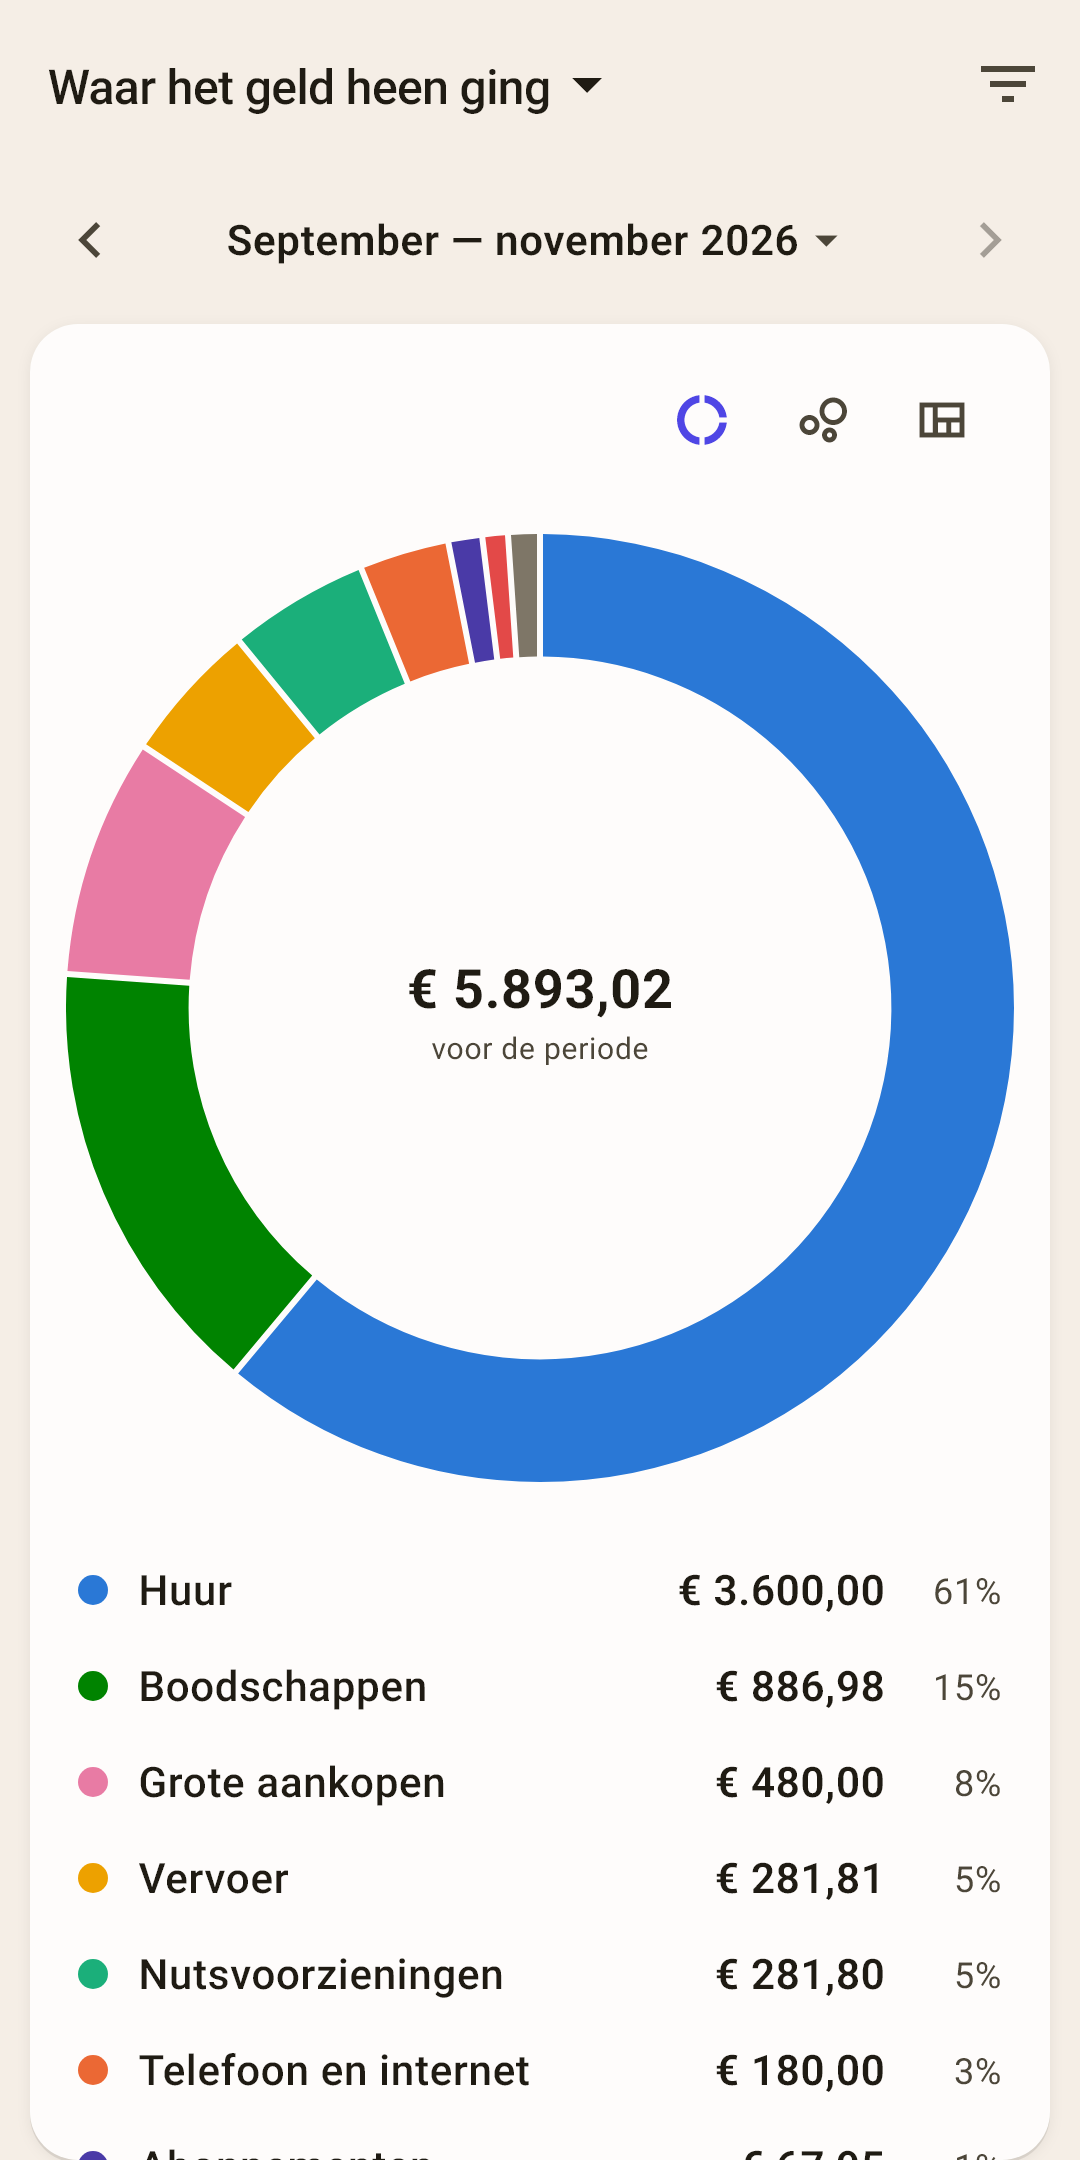 Waar het geld heen ging
September – november 2026
€ 5.893,02
voor de periode
Huur € 3.600,00 61%
Boodschappen € 886,98 15%
Grote aankopen € 480,00 8%
Vervoer € 281,81 5%
Nutsvoorzieningen € 281,80 5%
Telefoon en internet € 180,00 3%